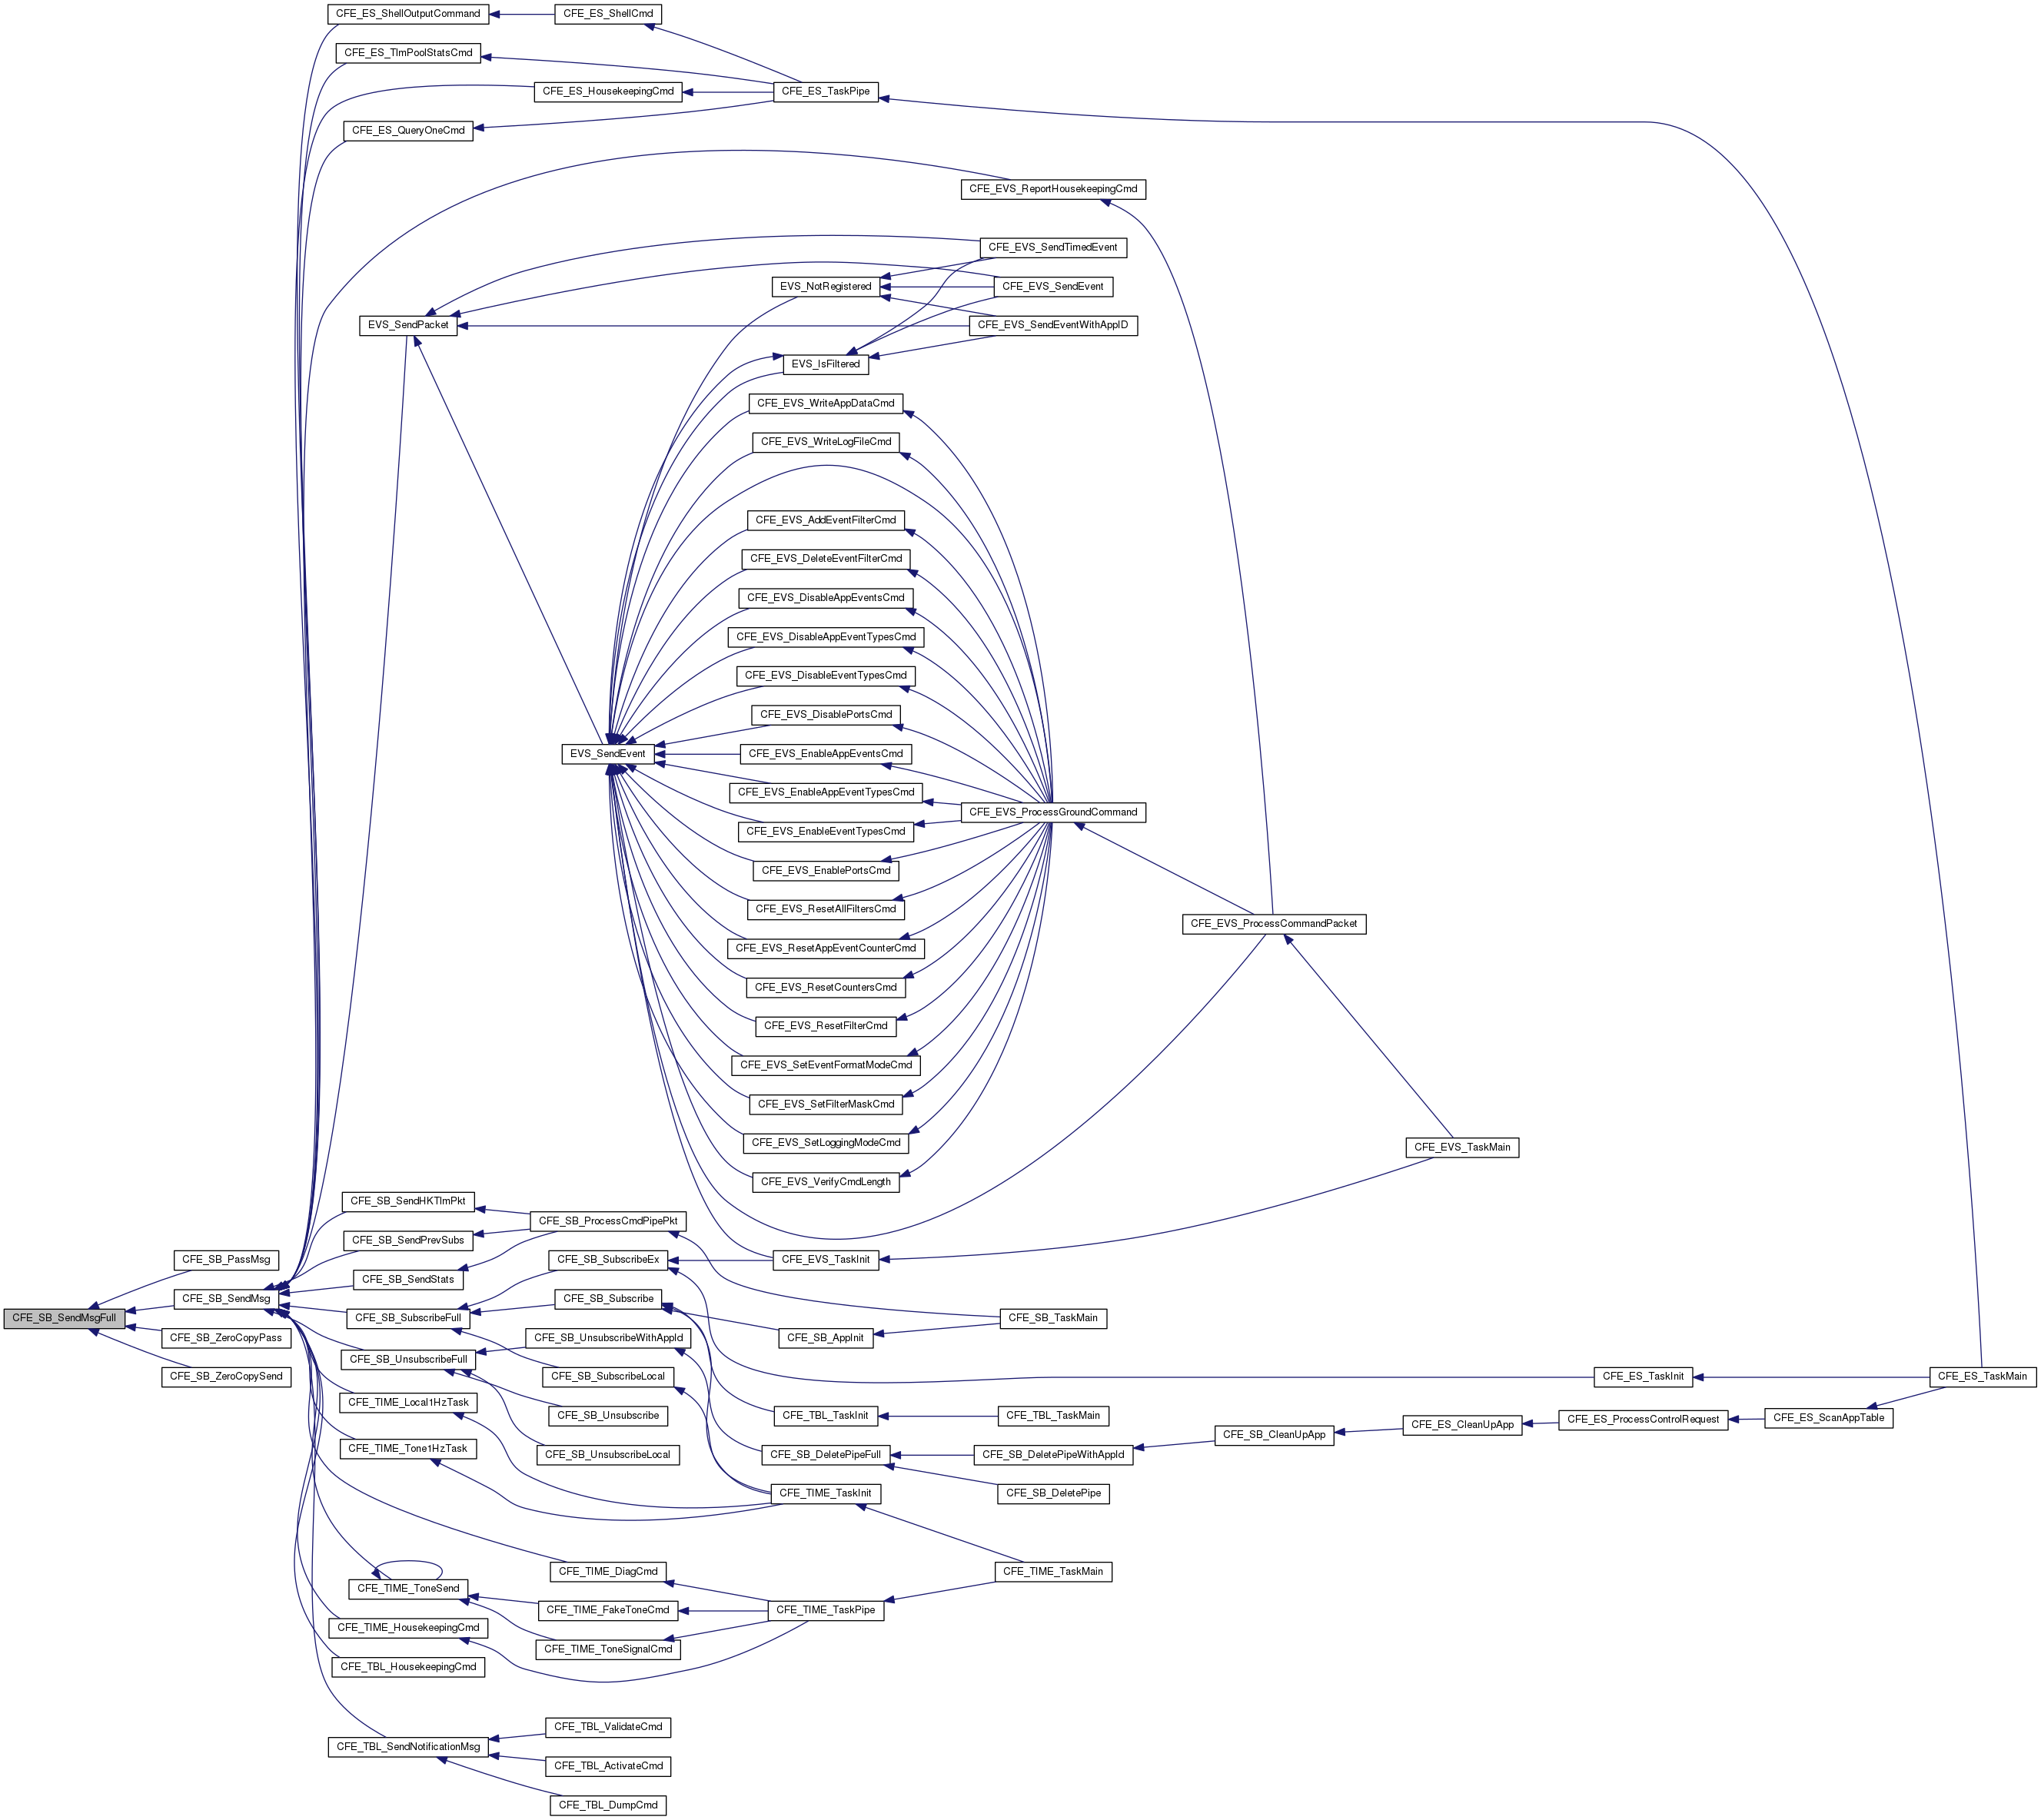 CFE_ES_ShellOutputCommand
CFE_ES_ShellCmd
CFE_ES_TlmPoolStatsCmd
CFE_ES_HousekeepingCmd
CFE_ES_TaskPipe
CFE_ES_QueryOneCmd
CFE_EVS_ReportHousekeepingCmd
CFE_EVS_SendTimedEvent
EVS_NotRegistered
CFE_EVS_SendEvent
EVS_SendPacket
CFE_EVS_SendEventWithAppID
EVS_IsFiltered
CFE_EVS_WriteAppDataCmd
CFE_EVS_WriteLogFileCmd
CFE_EVS_AddEventFilterCmd
CFE_EVS_DeleteEventFilterCmd
CFE_EVS_DisableAppEventsCmd
CFE_EVS_DisableAppEventTypesCmd
CFE_EVS_DisableEventTypesCmd
CFE_EVS_DisablePortsCmd
EVS_SendEvent
CFE_EVS_EnableAppEventsCmd
CFE_EVS_EnableAppEventTypesCmd
CFE_EVS_ProcessGroundCommand
CFE_EVS_EnableEventTypesCmd
CFE_EVS_EnablePortsCmd
CFE_EVS_ResetAllFiltersCmd
CFE_EVS_ProcessCommandPacket
CFE_EVS_ResetAppEventCounterCmd
CFE_EVS_ResetCountersCmd
CFE_EVS_ResetFilterCmd
CFE_EVS_SetEventFormatModeCmd
CFE_EVS_SetFilterMaskCmd
CFE_EVS_SetLoggingModeCmd
CFE_EVS_TaskMain
CFE_EVS_VerifyCmdLength
CFE_SB_SendHKTlmPkt
CFE_SB_ProcessCmdPipePkt
CFE_SB_SendPrevSubs
CFE_SB_PassMsg
CFE_SB_SubscribeEx
CFE_EVS_TaskInit
CFE_SB_SendStats
CFE_SB_SendMsg
CFE_SB_Subscribe
CFE_SB_SendMsgFull
CFE_SB_SubscribeFull
CFE_SB_TaskMain
CFE_SB_ZeroCopyPass
CFE_SB_UnsubscribeWithAppId
CFE_SB_AppInit
CFE_SB_UnsubscribeFull
CFE_SB_ZeroCopySend
CFE_SB_SubscribeLocal
CFE_ES_TaskInit
CFE_ES_TaskMain
CFE_TIME_Local1HzTask
CFE_SB_Unsubscribe
CFE_TBL_TaskInit
CFE_TBL_TaskMain
CFE_ES_CleanUpApp
CFE_ES_ProcessControlRequest
CFE_ES_ScanAppTable
CFE_SB_CleanUpApp
CFE_TIME_Tone1HzTask
CFE_SB_UnsubscribeLocal
CFE_SB_DeletePipeFull
CFE_SB_DeletePipeWithAppId
CFE_TIME_TaskInit
CFE_SB_DeletePipe
CFE_TIME_DiagCmd
CFE_TIME_TaskMain
CFE_TIME_ToneSend
CFE_TIME_FakeToneCmd
CFE_TIME_TaskPipe
CFE_TIME_HousekeepingCmd
CFE_TIME_ToneSignalCmd
CFE_TBL_HousekeepingCmd
CFE_TBL_ValidateCmd
CFE_TBL_SendNotificationMsg
CFE_TBL_ActivateCmd
CFE_TBL_DumpCmd